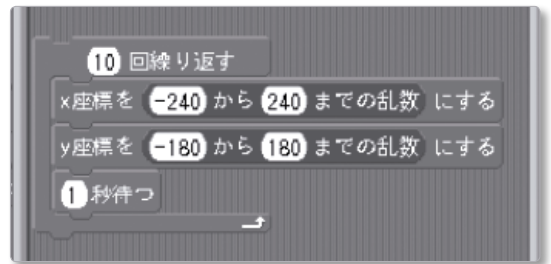 10 回繰り返す
x座標を -240 から 240 までの乱数 にする
y座標を -180 から 180 までの乱数 にする
1 秒待つ